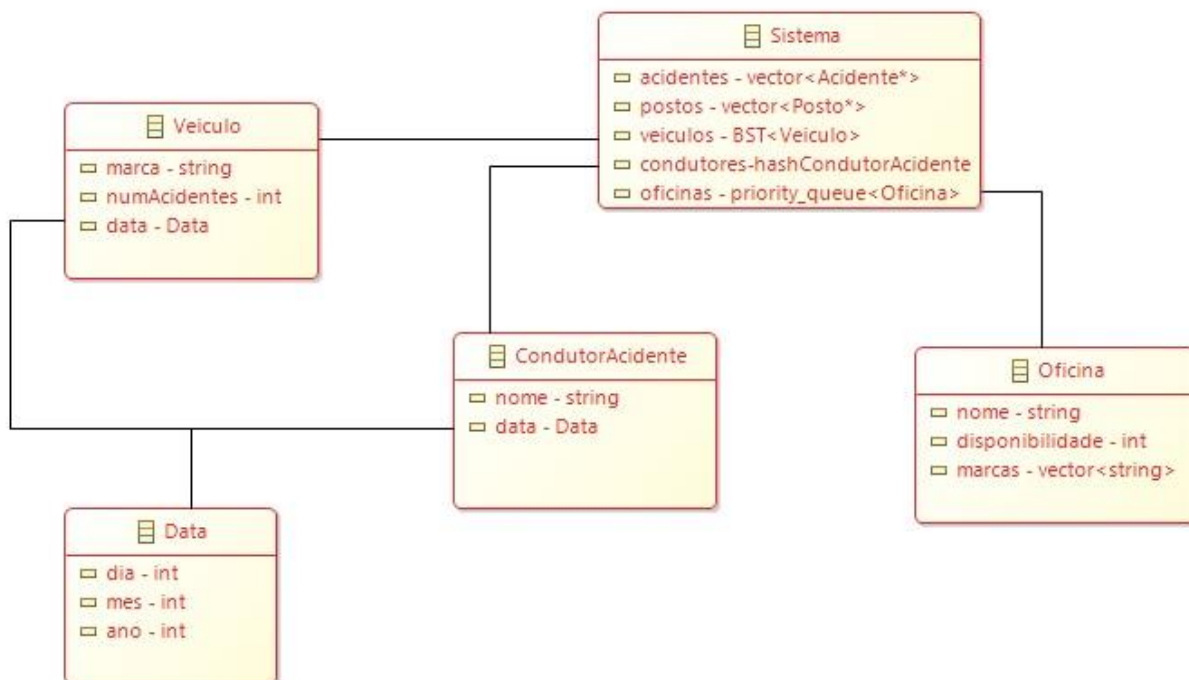 Sistema
acidentes - vector<Acidente*>
postos - vector<Posto*>
veiculos - BST<Veiculo>
condutores-hashCondutorAcidente
oficinas - priority_queue<Oficina>
Veiculo
marca - string
numAcidentes - int
data - Data
CondutorAcidente
nome - string
data - Data
Oficina
nome - string
disponibilidade - int
marcas - vector<string>
Data
dia - int
mes - int
ano - int